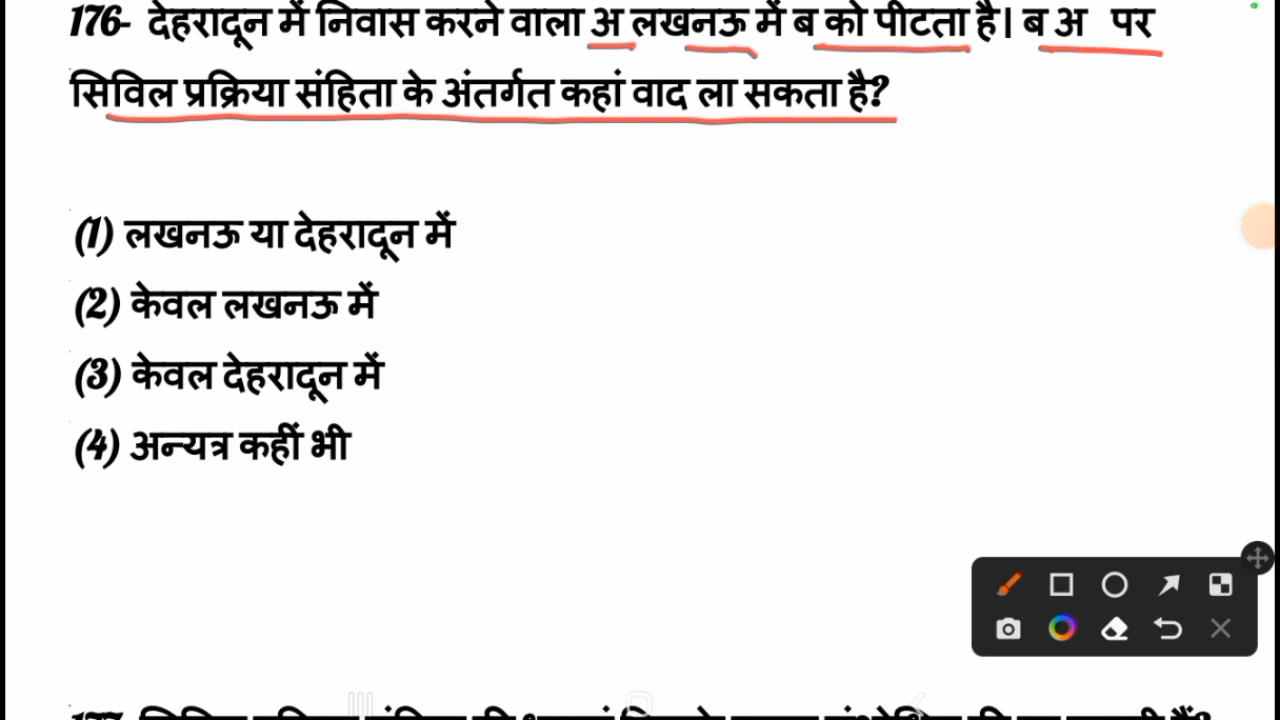 176- देहरादून में निवास करने वाला अ लखनऊ में ब को पीटता है। ब अ पर
सिविल प्रक्रिया संहिता के अंतर्गत कहां वाद ला सकता है?
(1) लखनऊ या देहरादून में
(2) केवल लखनऊ में
(3) केवल देहरादून में
(4) अन्यत्र कहीं भी